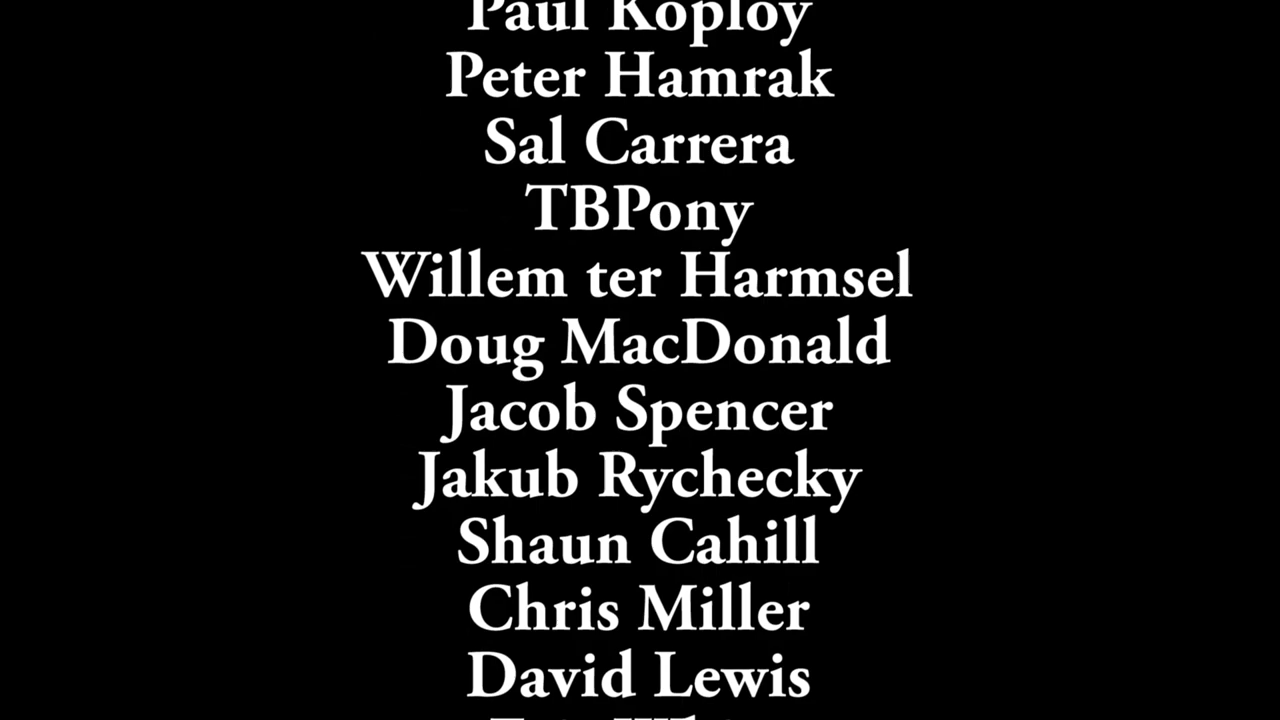 Paul Koploy
Peter Hamrak
Sal Carrera
TBPony
Willem ter Harmsel
Doug MacDonald
Jacob Spencer
Jakub Rychecky
Shaun Cahill
Chris Miller
David Lewis